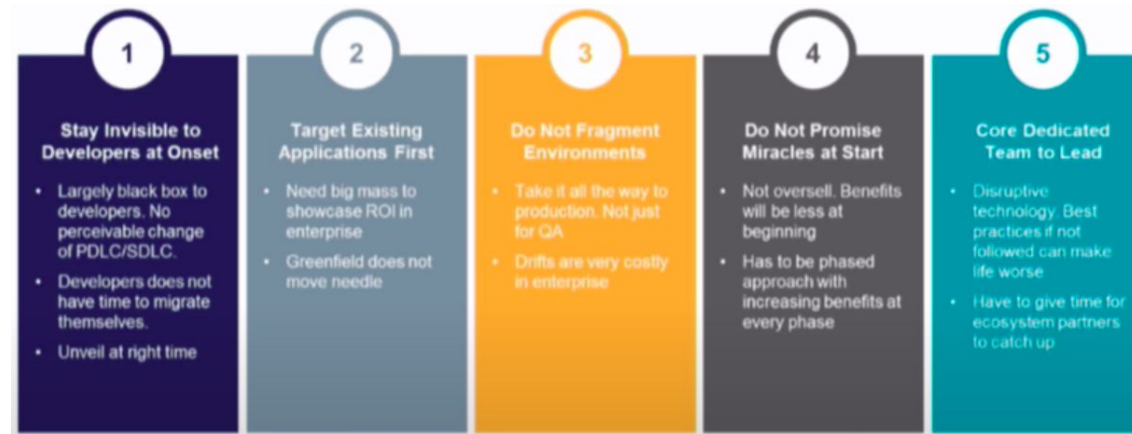 1
Stay Invisible to
Developers at Onset
• Largely black box to
developers. No
perceivable change
of PDLC/SDLC.
• Developers does not
have time to migrate
themselves.
• Unveil at right time
2
Target Existing
Applications First
• Need big mass to
showcase ROI in
enterprise
• Greenfield does not
move needle
3
Do Not Fragment
Environments
• Take it all the way to
production. Not just
for QA
• Drifts are very costly
in enterprise
4
Do Not Promise
Miracles at Start
• Not oversell. Benefits
will be less at
beginning
• Has to be phased
approach with
increasing benefits at
every phase
5
Core Dedicated
Team to Lead
• Disruptive
technology. Best
practices if not
followed can make
life worse
• Have to give time for
ecosystem partners
to catch up